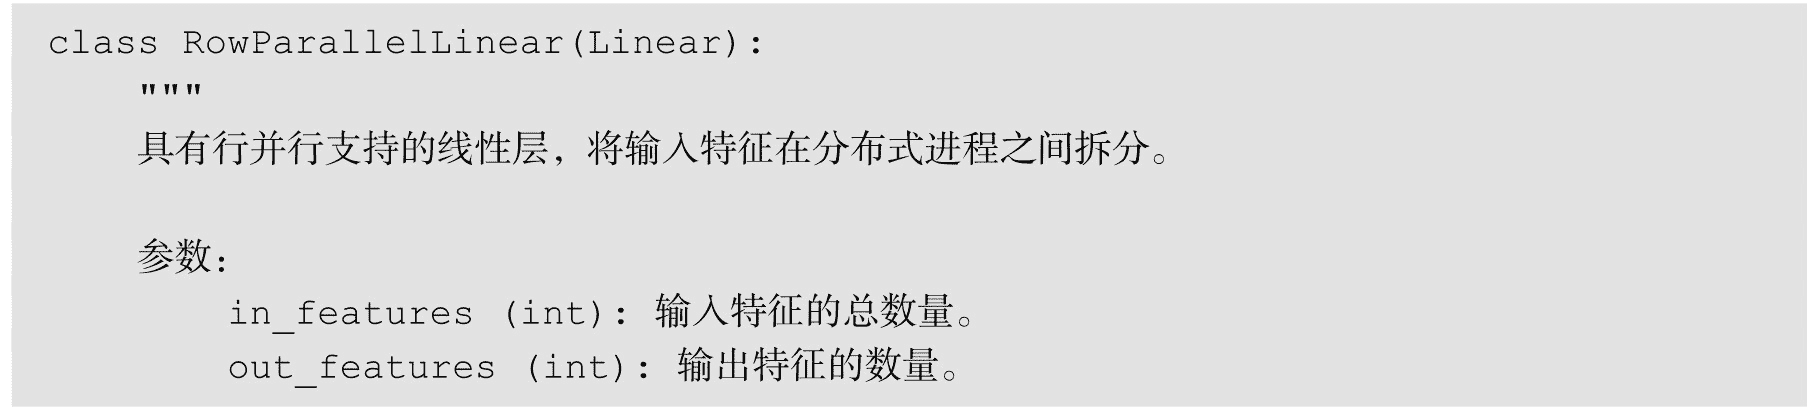 class RowParallelLinear(Linear):
"""
具有行并行支持的线性层，将输入特征在分布式进程之间拆分。
参数：
in_features (int): 输入特征的总数量。
out_features (int): 输出特征的数量。